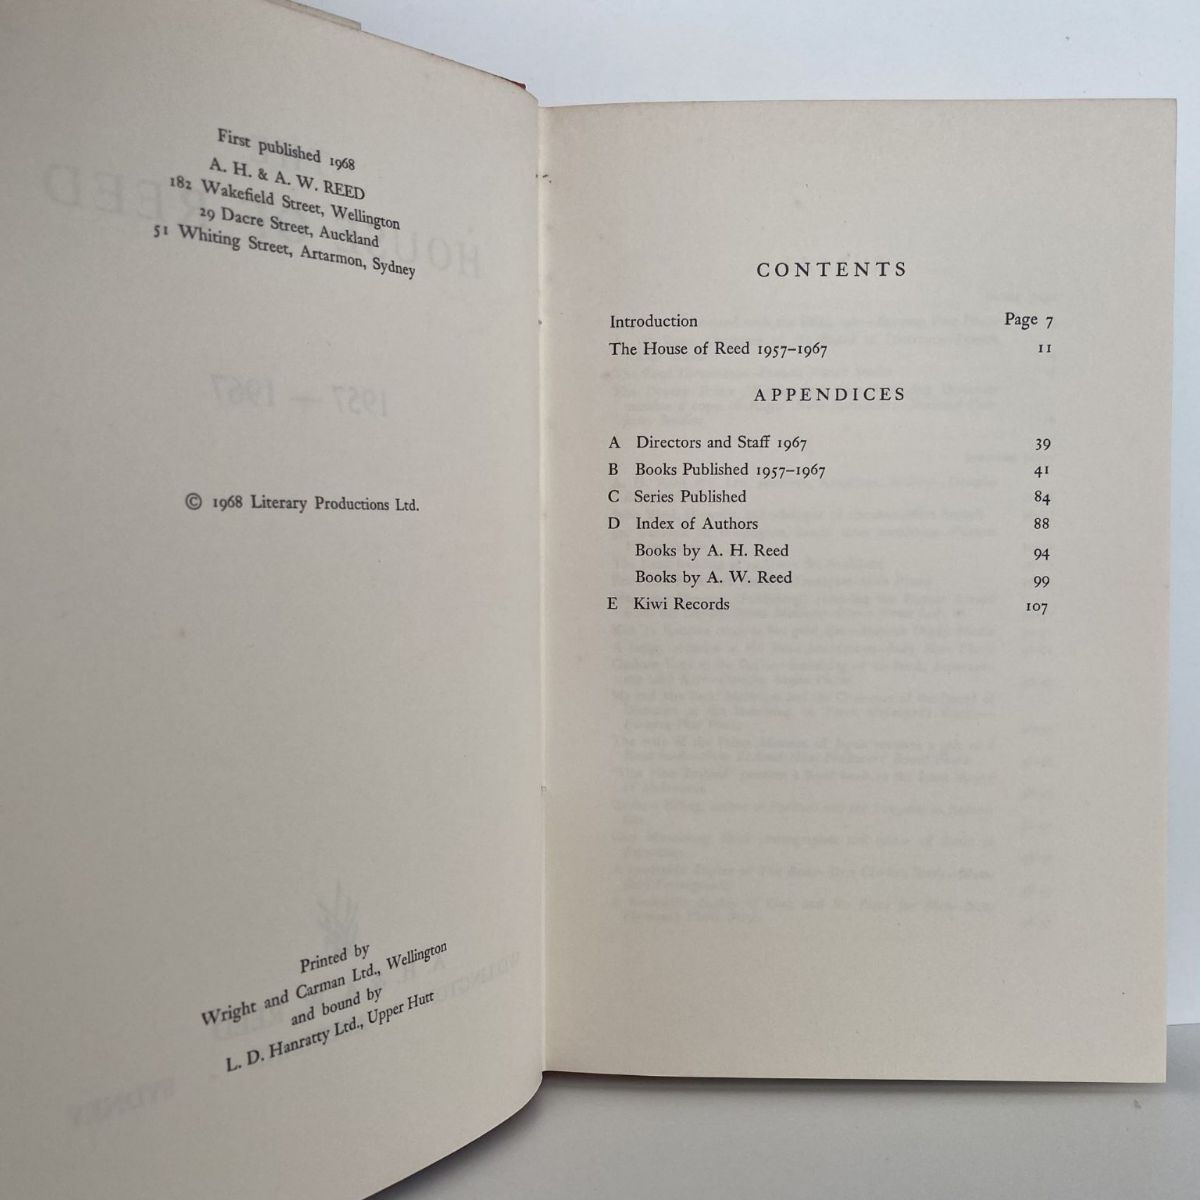 First published 1968
A. H. & A. W. REED
182 Wakefield Street, Wellington
29 Dacre Street, Auckland
51 Whiting Street, Artarmon, Sydney
© 1968 Literary Productions Ltd.
Printed by
Wright and Carman Ltd., Wellington
and bound by
L. D. Hanratty Ltd., Upper Hutt
CONTENTS
Introduction Page 7
The House of Reed 1957–1967 11
APPENDICES
A Directors and Staff 1967 39
B Books Published 1957–1967 41
C Series Published 84
D Index of Authors 88
Books by A. H. Reed 94
Books by A. W. Reed 99
E Kiwi Records 107